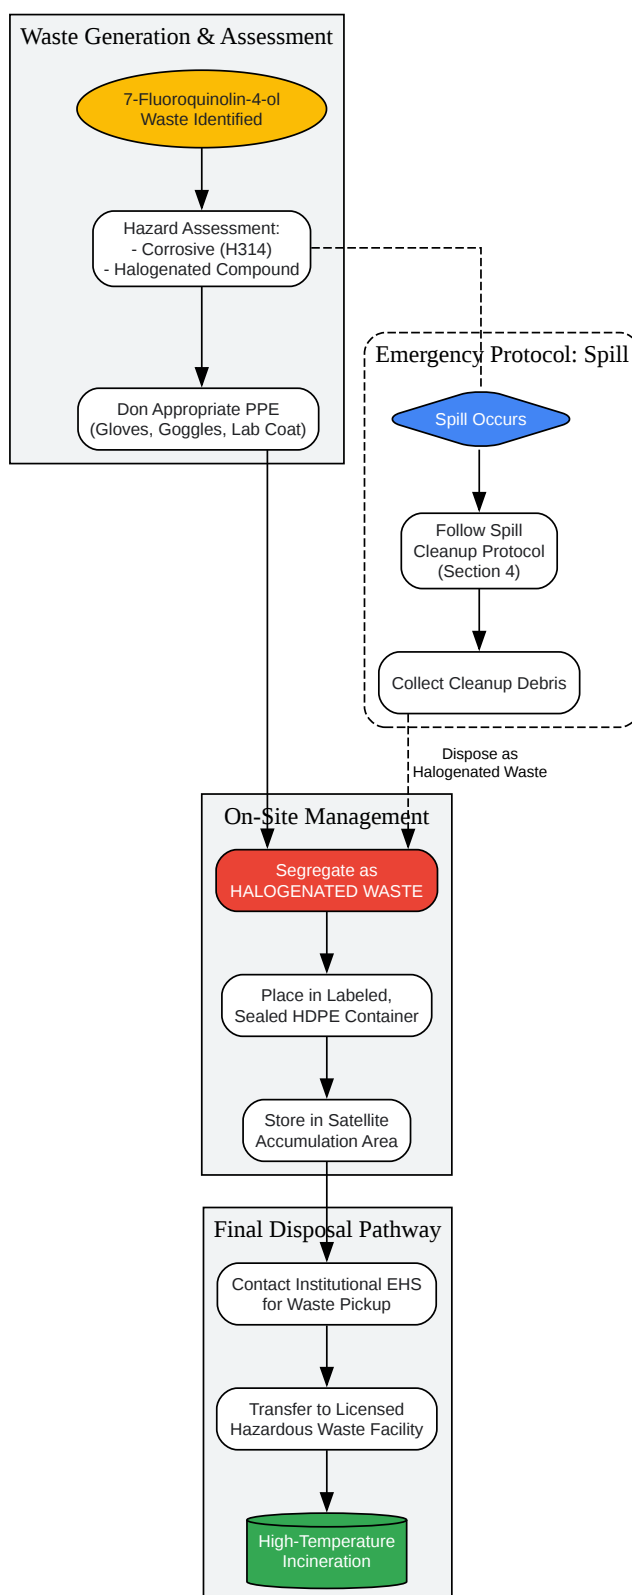 Waste Generation & Assessment
7-Fluoroquinolin-4-ol
Waste Identified
Hazard Assessment:
- Corrosive (H314)
- Halogenated Compound
Don Appropriate PPE
(Gloves, Goggles, Lab Coat)
Emergency Protocol: Spill
Spill Occurs
Follow Spill
Cleanup Protocol
(Section 4)
Collect Cleanup Debris
Dispose as
Halogenated Waste
On-Site Management
Segregate as
HALOGENATED WASTE
Place in Labeled,
Sealed HDPE Container
Store in Satellite
Accumulation Area
Final Disposal Pathway
Contact Institutional EHS
for Waste Pickup
Transfer to Licensed
Hazardous Waste Facility
High-Temperature
Incineration